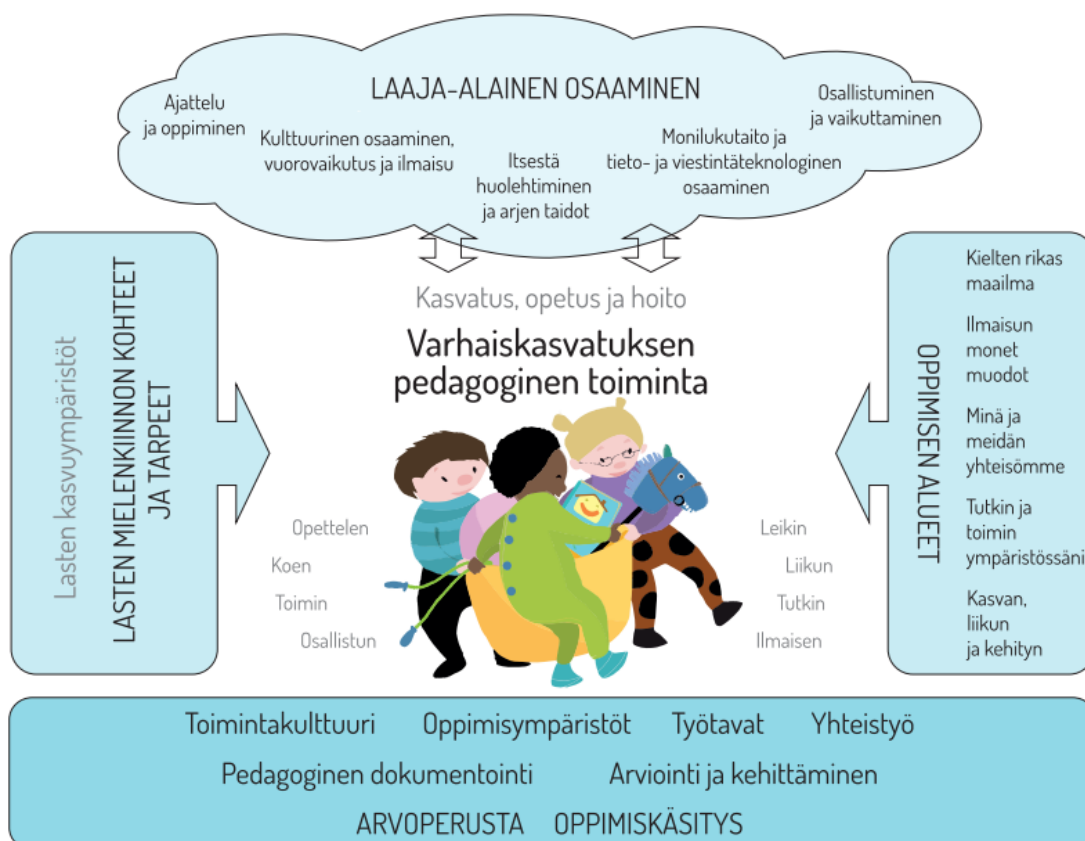 LAAJA-ALAINEN OSAAMINEN
Ajattelu
ja oppiminen
Kulttuurinen osaaminen,
vuorovaikutus ja ilmaisu
Itsestä
huolehtiminen
ja arjen taidot
Monilukutaito ja
tieto- ja viestintäteknologinen
osaaminen
Osallistuminen
ja vaikuttaminen
Lasten kasvuympäristöt
LASTEN MIELENKIINNON KOHTEET
JA TARPEET
Kasvatus, opetus ja hoito
Varhaiskasvatuksen
pedagoginen toiminta
Opettelen
Koen
Toimin
Osallistun
Leikin
Liikun
Tutkin
Ilmaisen
OPPIMISEN ALUEET
Kielten rikas
maailma
Ilmaisun
monet
muodot
Minä ja
meidän
yhteisömme
Tutkin ja
toimin
ympäristössäni
Kasvan,
liikun
ja kehityn
Toimintakulttuuri Oppimisympäristöt Työtavat Yhteistyö
Pedagoginen dokumentointi Arviointi ja kehittäminen
ARVOPERUSTA OPPIMISKÄSITYS